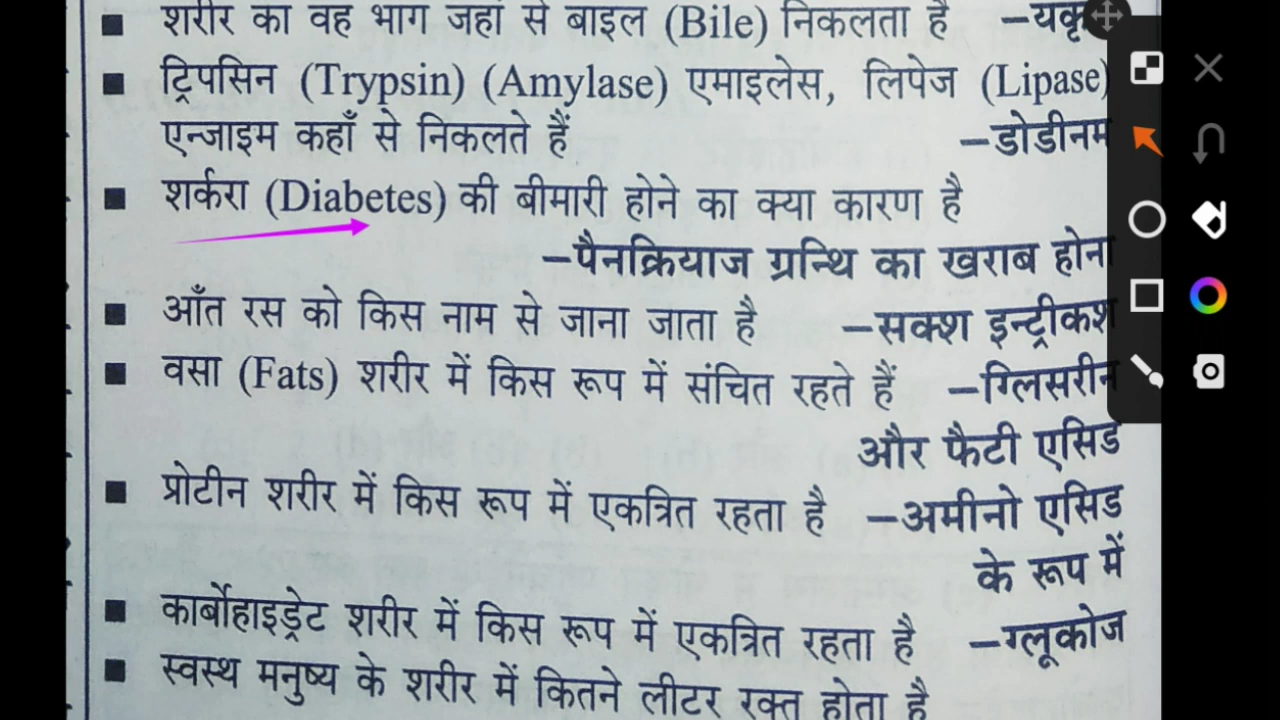 शरीर का वह भाग जहां से बाइल (Bile) निकलता है
ट्रिपसिन (Trypsin) (Amylase) एमाइलेस, लिपेज (Lipase)
एन्जाइम कहाँ से निकलते हैं –डोडीनम
शर्करा (Diabetes) की बीमारी होने का क्या कारण है
–पैनक्रियाज ग्रन्थि का खराब होना
आँत रस को किस नाम से जाना जाता है –सक्श इन्ट्रीकश
वसा (Fats) शरीर में किस रूप में संचित रहते हैं –ग्लिसरीन
और फैटी एसिड
प्रोटीन शरीर में किस रूप में एकत्रित रहता है –अमीनो एसिड
के रूप में
कार्बोहाइड्रेट शरीर में किस रूप में एकत्रित रहता है –ग्लूकोज
स्वस्थ मनुष्य के शरीर में कितने लीटर रक्त होता है